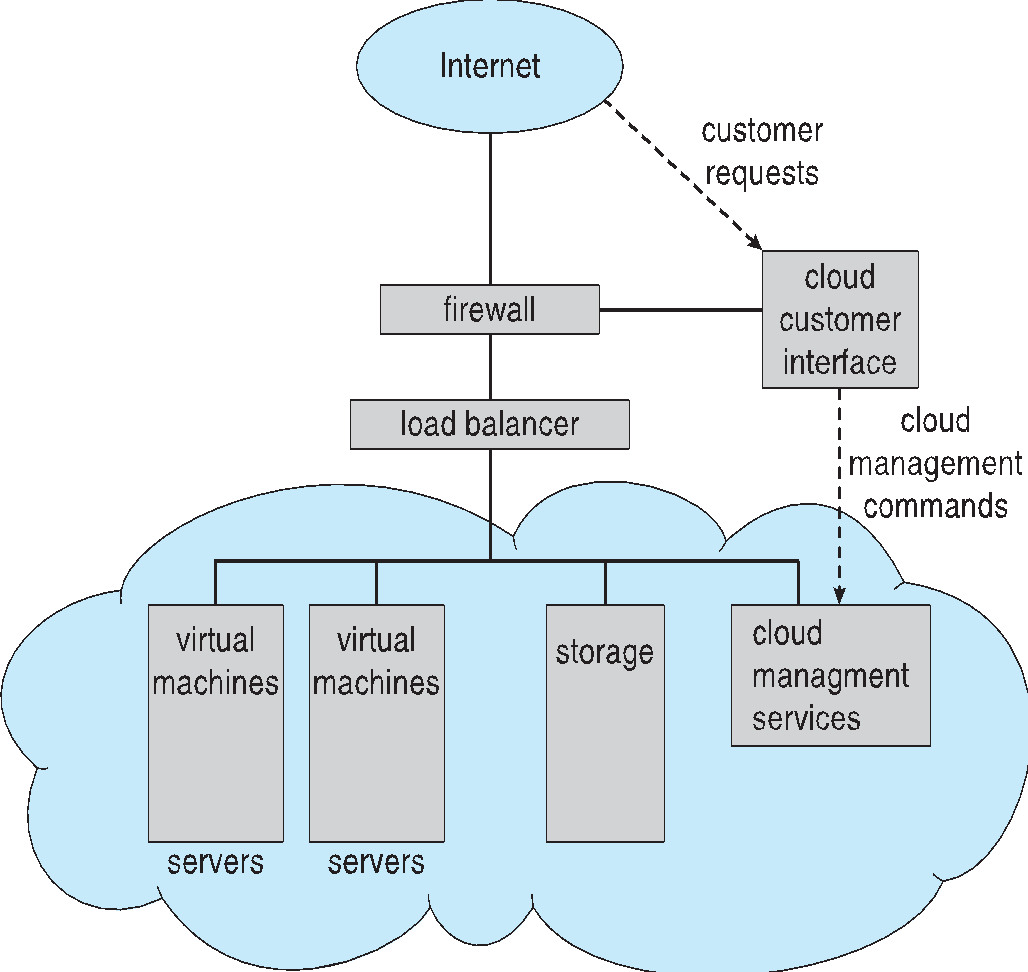 Internet
customer
requests
cloud
customer
interface
firewall
load balancer
cloud
management
commands
virtual
machines
virtual
machines
storage
cloud
managment
services
servers
servers